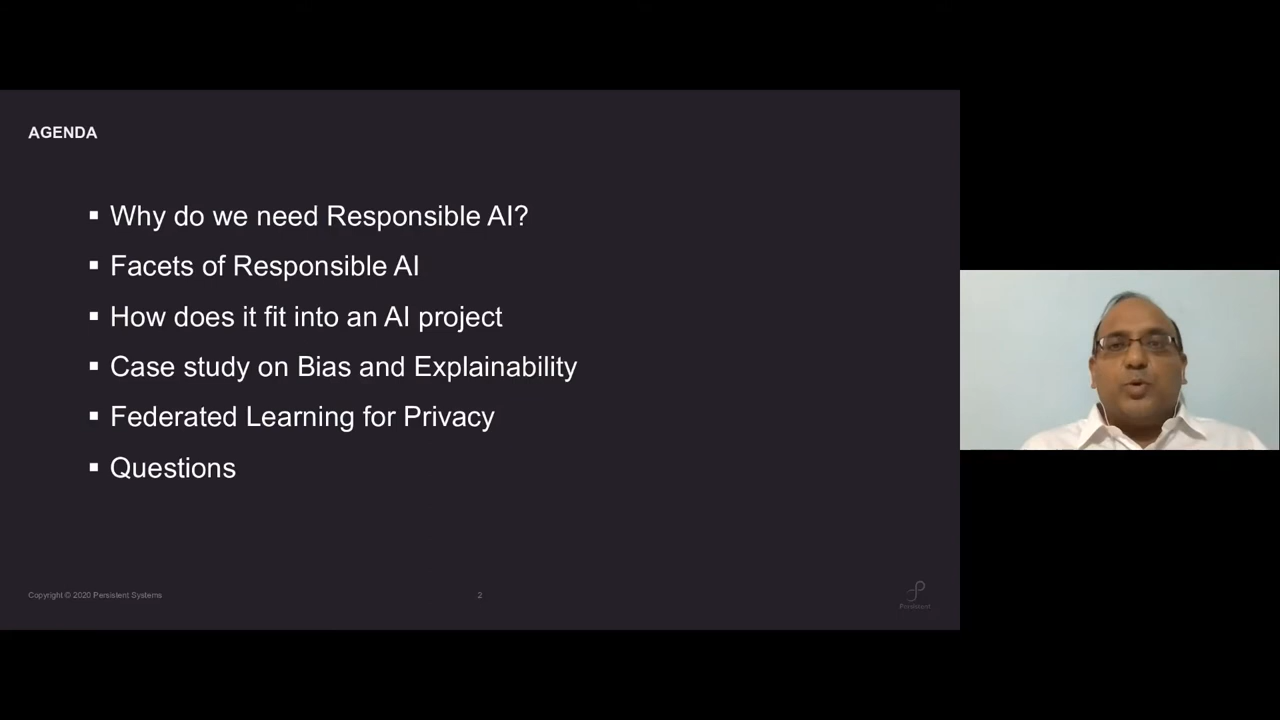 AGENDA
▪ Why do we need Responsible AI?
▪ Facets of Responsible AI
▪ How does it fit into an AI project
▪ Case study on Bias and Explainability
▪ Federated Learning for Privacy
▪ Questions
Copyright © 2020 Persistent Systems
2
Persistent